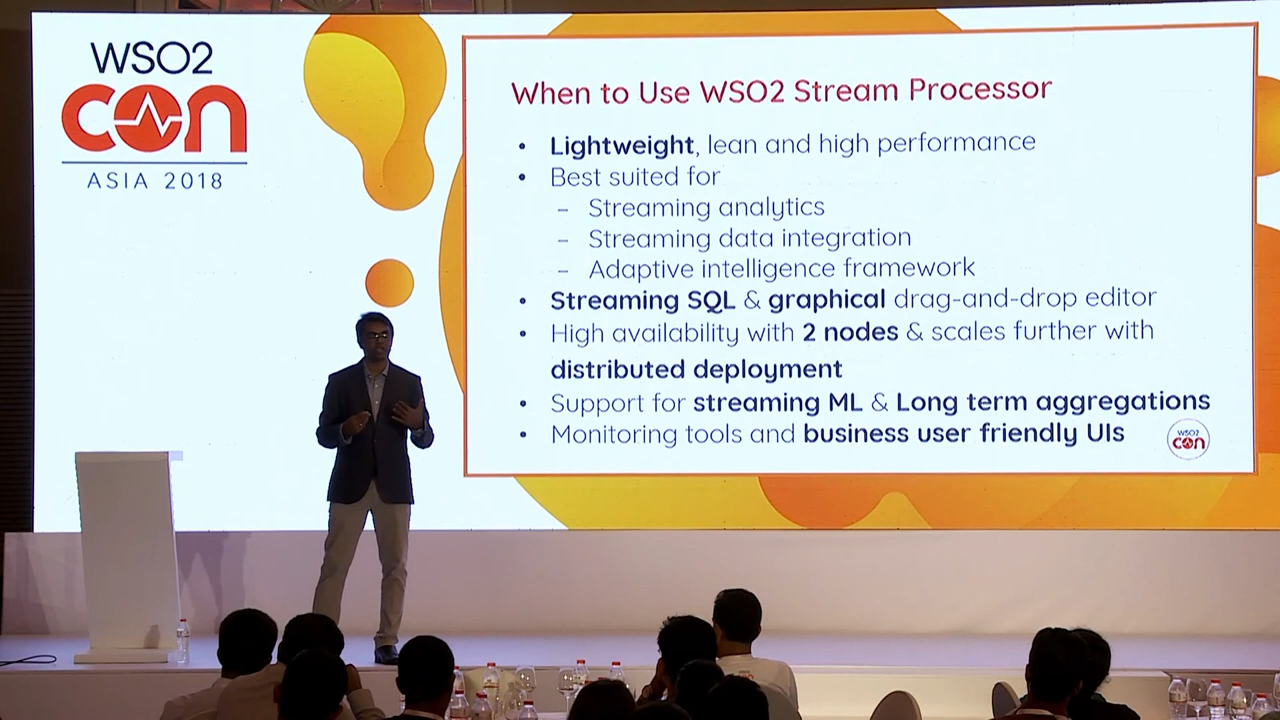 WSO2
CON
ASIA 2018
When to Use WSO2 Stream Processor
• Lightweight, lean and high performance
• Best suited for
– Streaming analytics
– Streaming data integration
– Adaptive intelligence framework
• Streaming SQL & graphical drag-and-drop editor
• High availability with 2 nodes & scales further with
distributed deployment
• Support for streaming ML & Long term aggregations
• Monitoring tools and business user friendly UIs
WSO2
CON